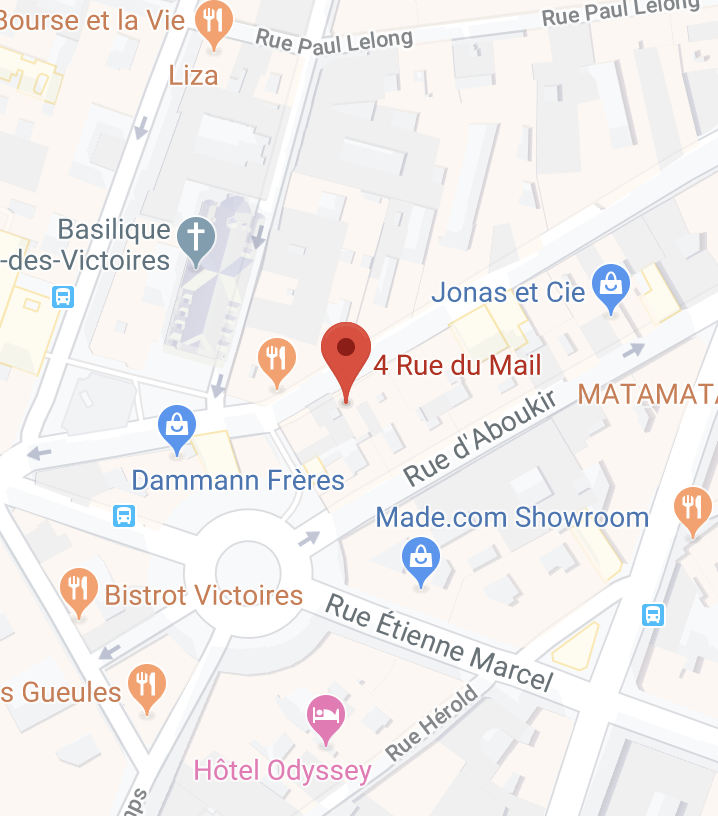 Bourse et la Vie
Rue Paul Lelong
Rue Paul Lelong
Liza
Basilique
-des-Victoires
Jonas et Cie
4 Rue du Mail
MATAMATA
Rue d'Aboukir
Dammann Frères
Made.com Showroom
Bistrot Victoires
Rue Étienne Marcel
s Gueules
Rue Hérold
Hôtel Odyssey
mps